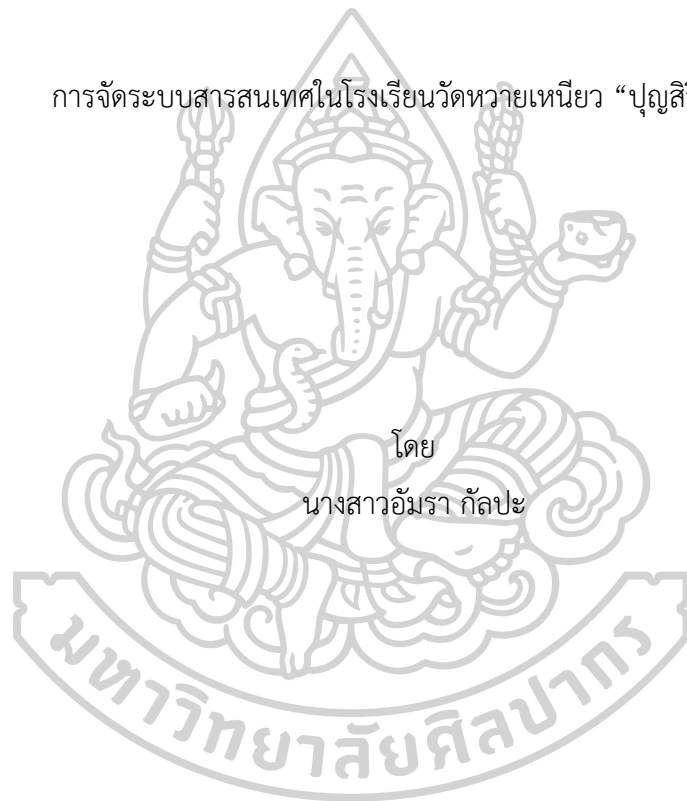 การจัดระบบสารสนเทศในโรงเรียนวัดหวายเหนียว “ปุญสิริ
โดย
นางสาวอัมรา กัลปะ
มหาวิทยาลัยศิลปากร